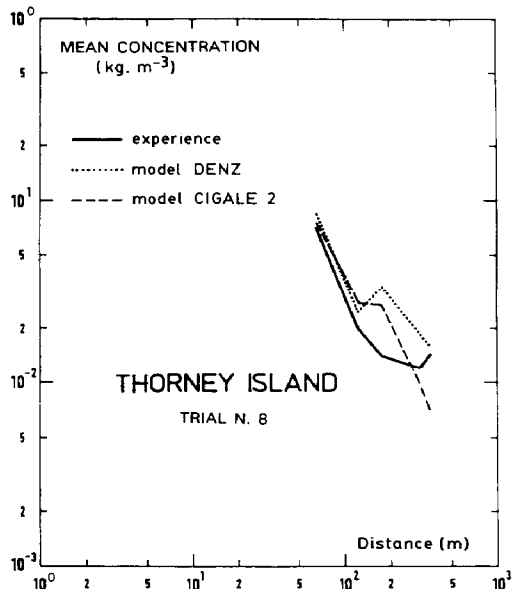 10⁰
MEAN CONCENTRATION
(kg. m⁻³)
5
2
experience
model DENZ
model CIGALE 2
10⁻¹
5
2
10⁻²
THORNEY ISLAND
TRIAL N. 8
5
2
Distance (m)
10⁻³
10⁰ 2 5 10¹ 2 5 10² 2 5 10³